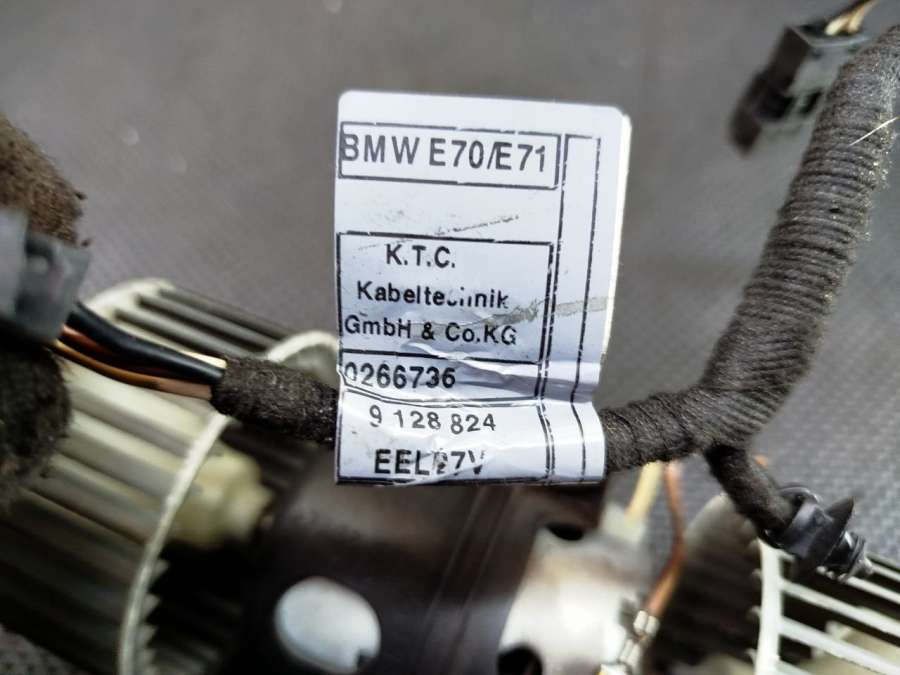 BMW E70/E71
K.T.C.
Kabeltechnik
GmbH & Co.KG
0266736
9 128 824